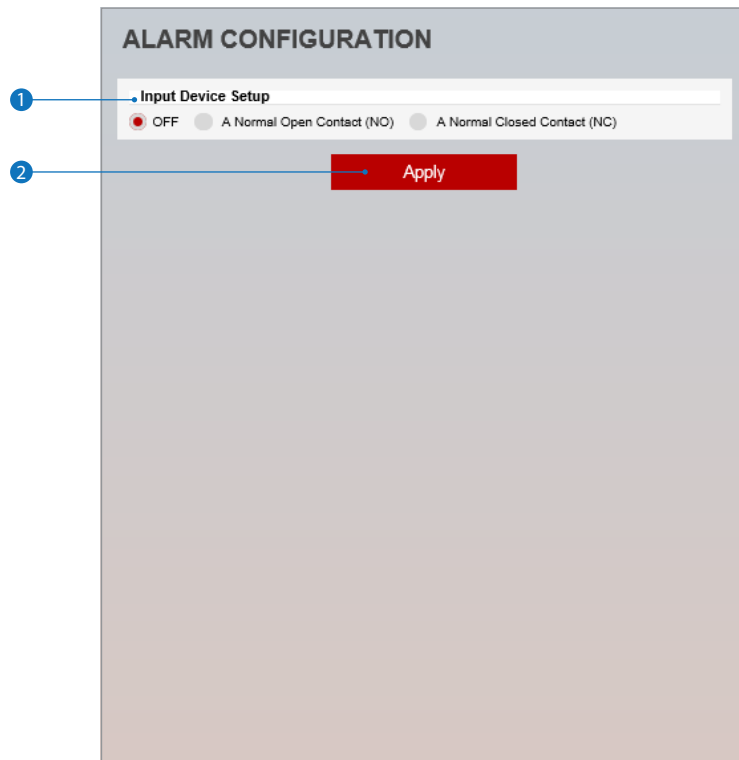 ALARM CONFIGURATION
1
Input Device Setup
OFF A Normal Open Contact (NO) A Normal Closed Contact (NC)
2
Apply